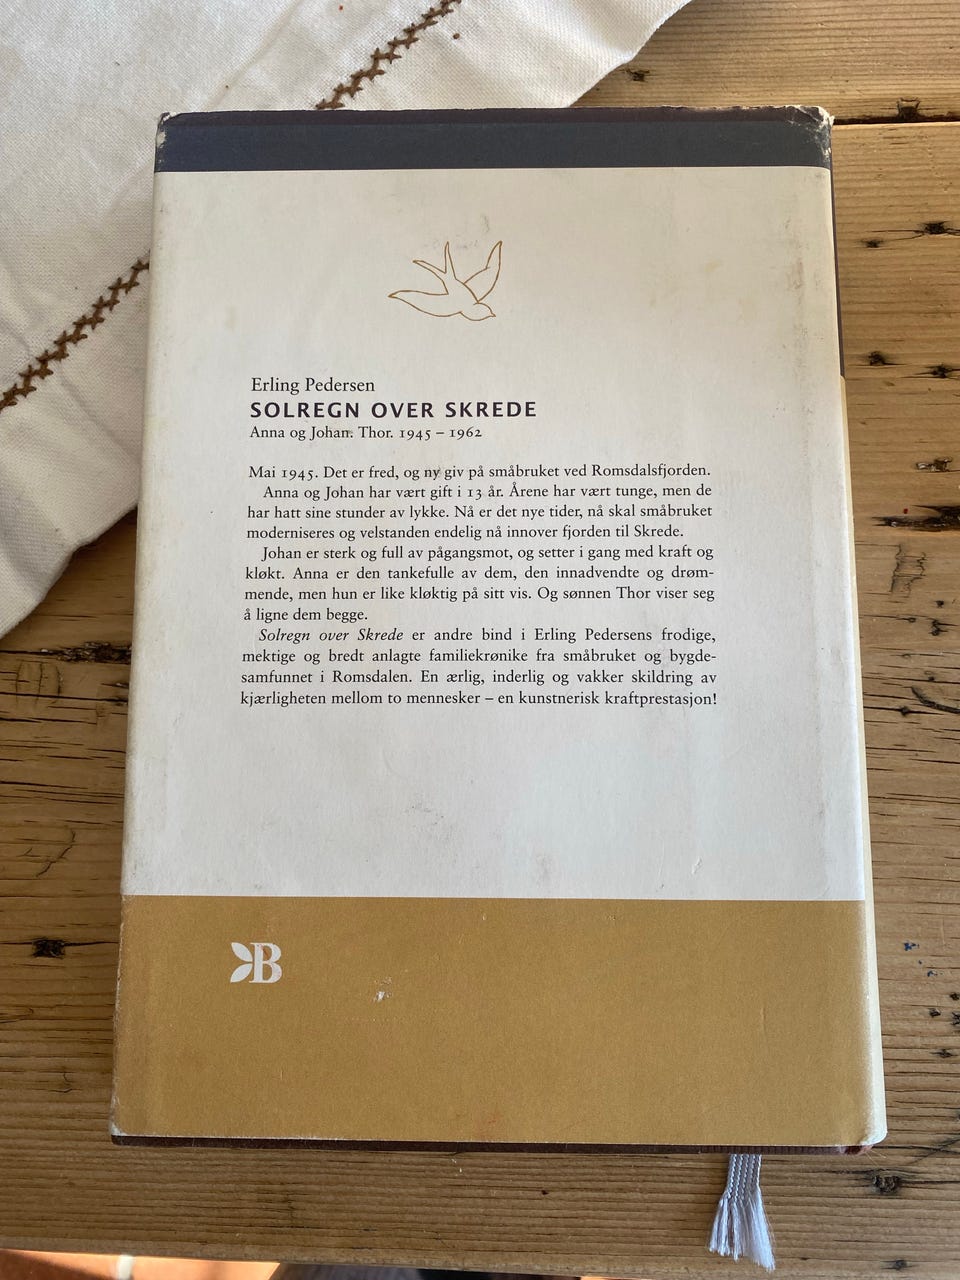 Erling Pedersen
SOLREGN OVER SKREDE
Anna og Johan. Thor. 1945 – 1962
Mai 1945. Det er fred, og ny giv på småbruket ved Romsdalsfjorden.
Anna og Johan har vært gift i 13 år. Årene har vært tunge, men de
har hatt sine stunder av lykke. Nå er det nye tider, nå skal småbruket
moderniseres og velstanden endelig nå innover fjorden til Skrede.
Johan er sterk og full av pågangsmot, og setter i gang med kraft og
kløkt. Anna er den tankefulle av dem, den innadvendte og drøm-
mende, men hun er like kløktig på sitt vis. Og sønnen Thor viser seg
å ligne dem begge.
Solregn over Skrede er andre bind i Erling Pedersens frodige,
mektige og bredt anlagte familiekrønike fra småbruket og bygde-
samfunnet i Romsdalen. En ærlig, inderlig og vakker skildring av
kjærligheten mellom to mennesker – en kunstnerisk kraftprestasjon!
B